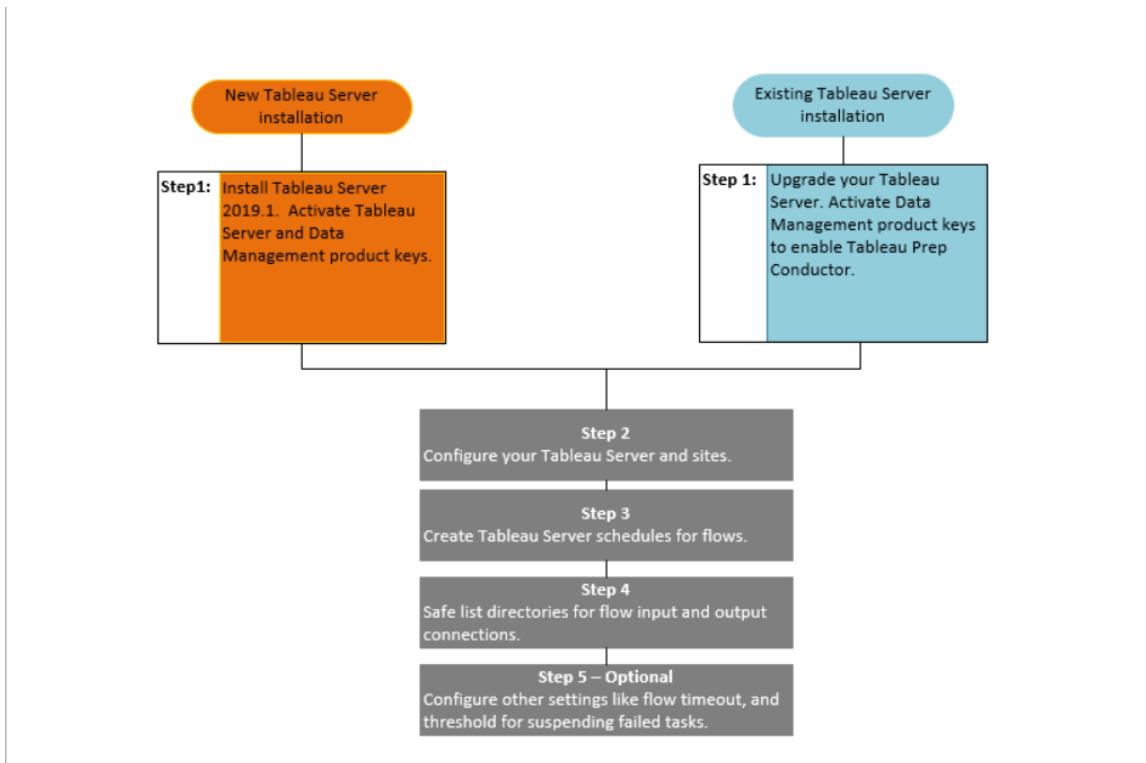 New Tableau Server
installation
Existing Tableau Server
installation
Step1:
Install Tableau Server
2019.1.  Activate Tableau
Server and Data
Management product keys.
Step 1:
Upgrade your Tableau
Server. Activate Data
Management product keys
to enable Tableau Prep
Conductor.
Step 2
Configure your Tableau Server and sites.
Step 3
Create Tableau Server schedules for flows.
Step 4
Safe list directories for flow input and output
connections.
Step 5 – Optional
Configure other settings like flow timeout, and
threshold for suspending failed tasks.